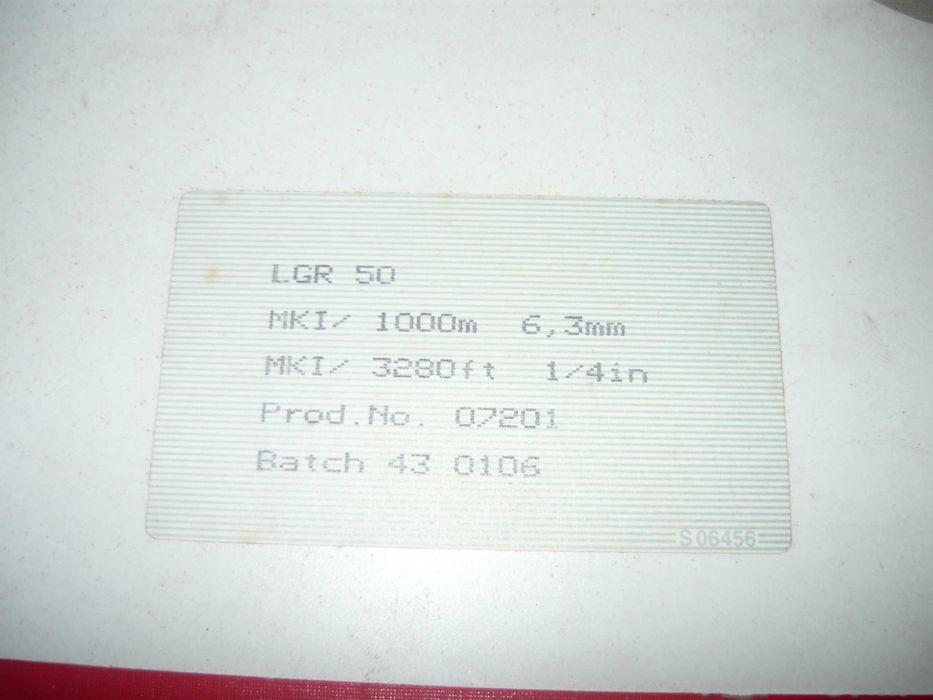 LGR 50
MKI/ 1000m 6,3mm
MKI/ 3280ft 1/4in
Prod.No. 07201
Batch 43 0106
S 06456